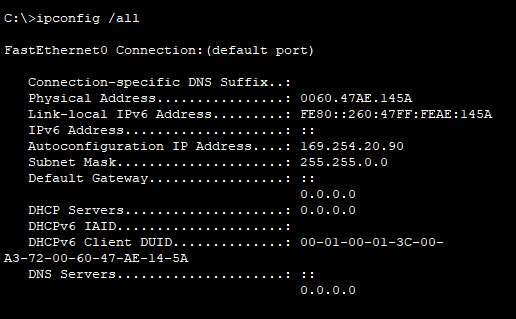 C:\>ipconfig /all
FastEthernet0 Connection:(default port)
Connection-specific DNS Suffix..:
Physical Address................: 0060.47AE.145A
Link-local IPv6 Address.........: FE80::260:47FF:FEAE:145A
IPv6 Address....................: ::
Autoconfiguration IP Address....: 169.254.20.90
Subnet Mask.....................: 255.255.0.0
Default Gateway.................: ::
0.0.0.0
DHCP Servers....................: 0.0.0.0
DHCPv6 IAID.....................:
DHCPv6 Client DUID..............: 00-01-00-01-3C-00-
A3-72-00-60-47-AE-14-5A
DNS Servers.....................: ::
0.0.0.0